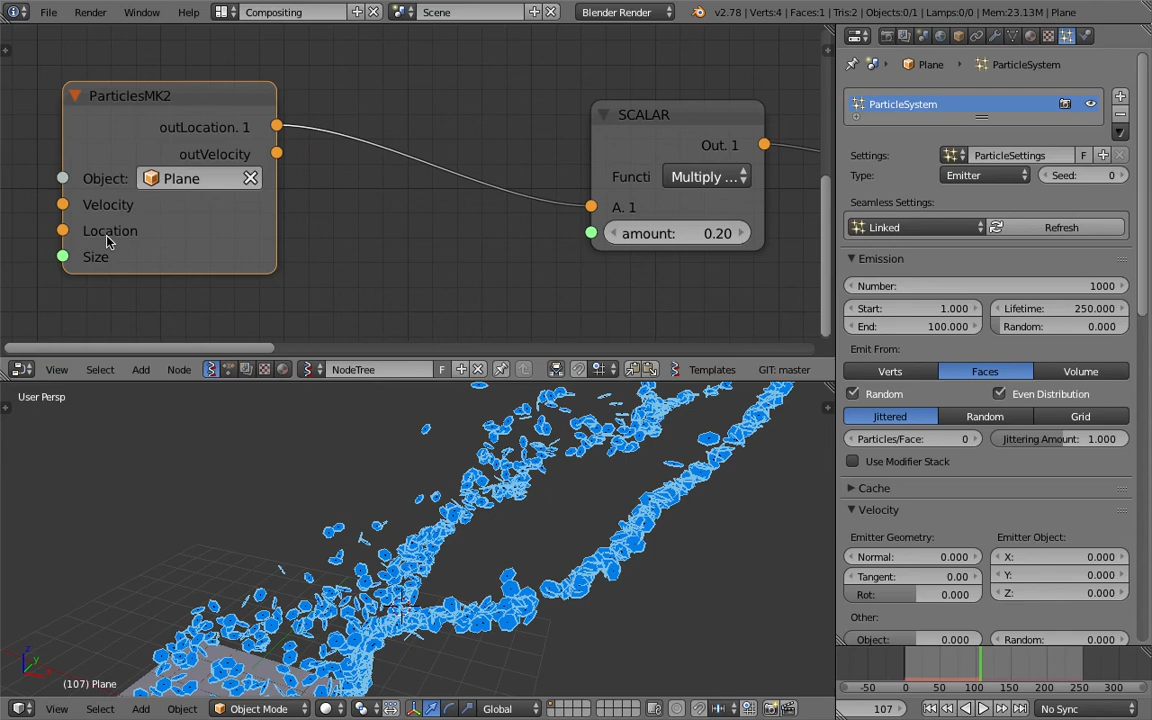 File Render Window Help Compositing Scene Blender Render v2.78 | Verts:4 | Faces:1 | Tris:2 | Objects:0/1 | Lamps:0/0 | Mem:23.13M | Plane
ParticlesMK2
outLocation. 1
outVelocity
Object: Plane
Velocity
Location
Size
SCALAR
Out. 1
Functi Multiply ...
A. 1
amount: 0.20
View Select Add Node NodeTree F Templates GIT: master
User Persp
z
y
(107) Plane
View Select Add Object Object Mode Global
Plane ParticleSystem
ParticleSystem
Settings: ParticleSettings F
Type: Emitter Seed: 0
Seamless Settings:
Linked Refresh
Emission
Number: 1000
Start: 1.000 Lifetime: 250.000
End: 100.000 Random: 0.000
Emit From:
Verts Faces Volume
Random Even Distribution
Jittered Random Grid
Particles/Face: 0 Jittering Amount: 1.000
Use Modifier Stack
Cache
Velocity
Emitter Geometry: Emitter Object:
Normal: 0.000 X: 0.000
Tangent: 0.00 Y: 0.000
Rot: 0.000 Z: 0.000
Other:
Object: 0.000 Random: 0.000
-50 0 50 100 150 200 250 300
107 No Sync